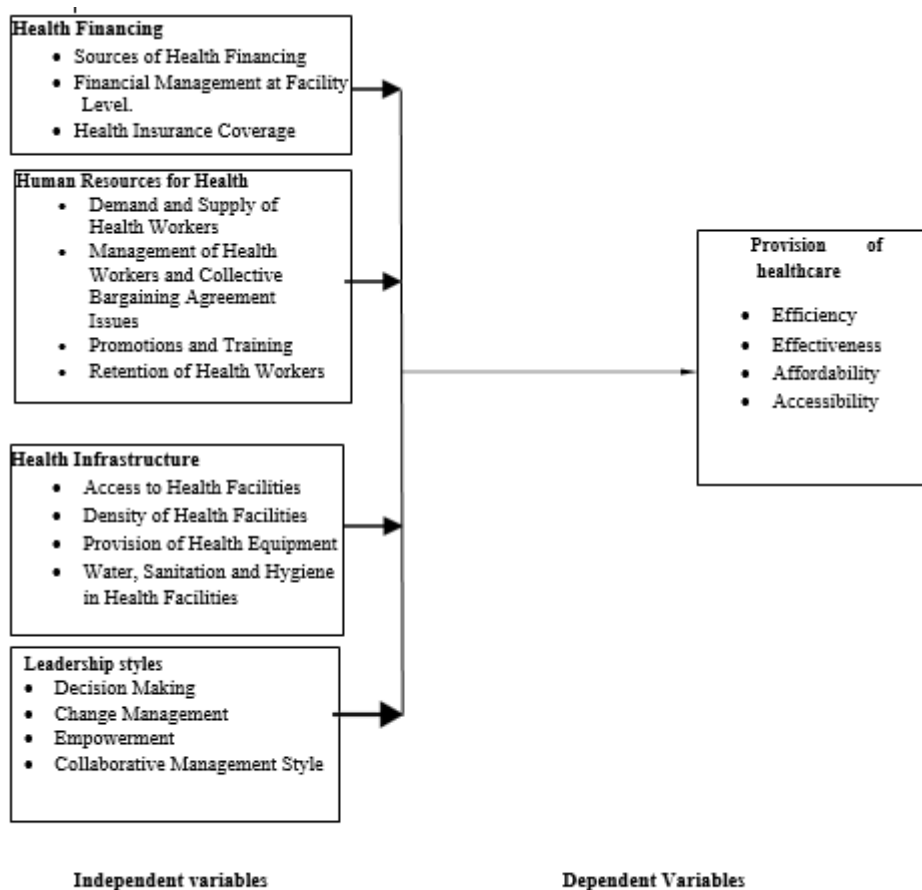 Health Financing
• Sources of Health Financing
• Financial Management at Facility
Level.
• Health Insurance Coverage
Human Resources for Health
• Demand and Supply of
Health Workers
• Management of Health
Workers and Collective
Bargaining Agreement
Issues
• Promotions and Training
• Retention of Health Workers
Health Infrastructure
• Access to Health Facilities
• Density of Health Facilities
• Provision of Health Equipment
• Water, Sanitation and Hygiene
in Health Facilities
Leadership styles
• Decision Making
• Change Management
• Empowerment
• Collaborative Management Style
Provision of
healthcare
• Efficiency
• Effectiveness
• Affordability
• Accessibility
Independent variables
Dependent Variables